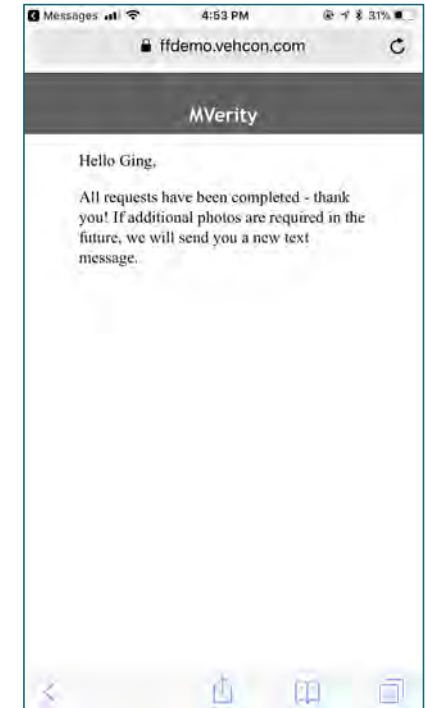 Messages 4:53 PM 31%
ffdemo.vehcon.com
MVerity
Hello Ging,
All requests have been completed - thank
you! If additional photos are required in the
future, we will send you a new text
message.